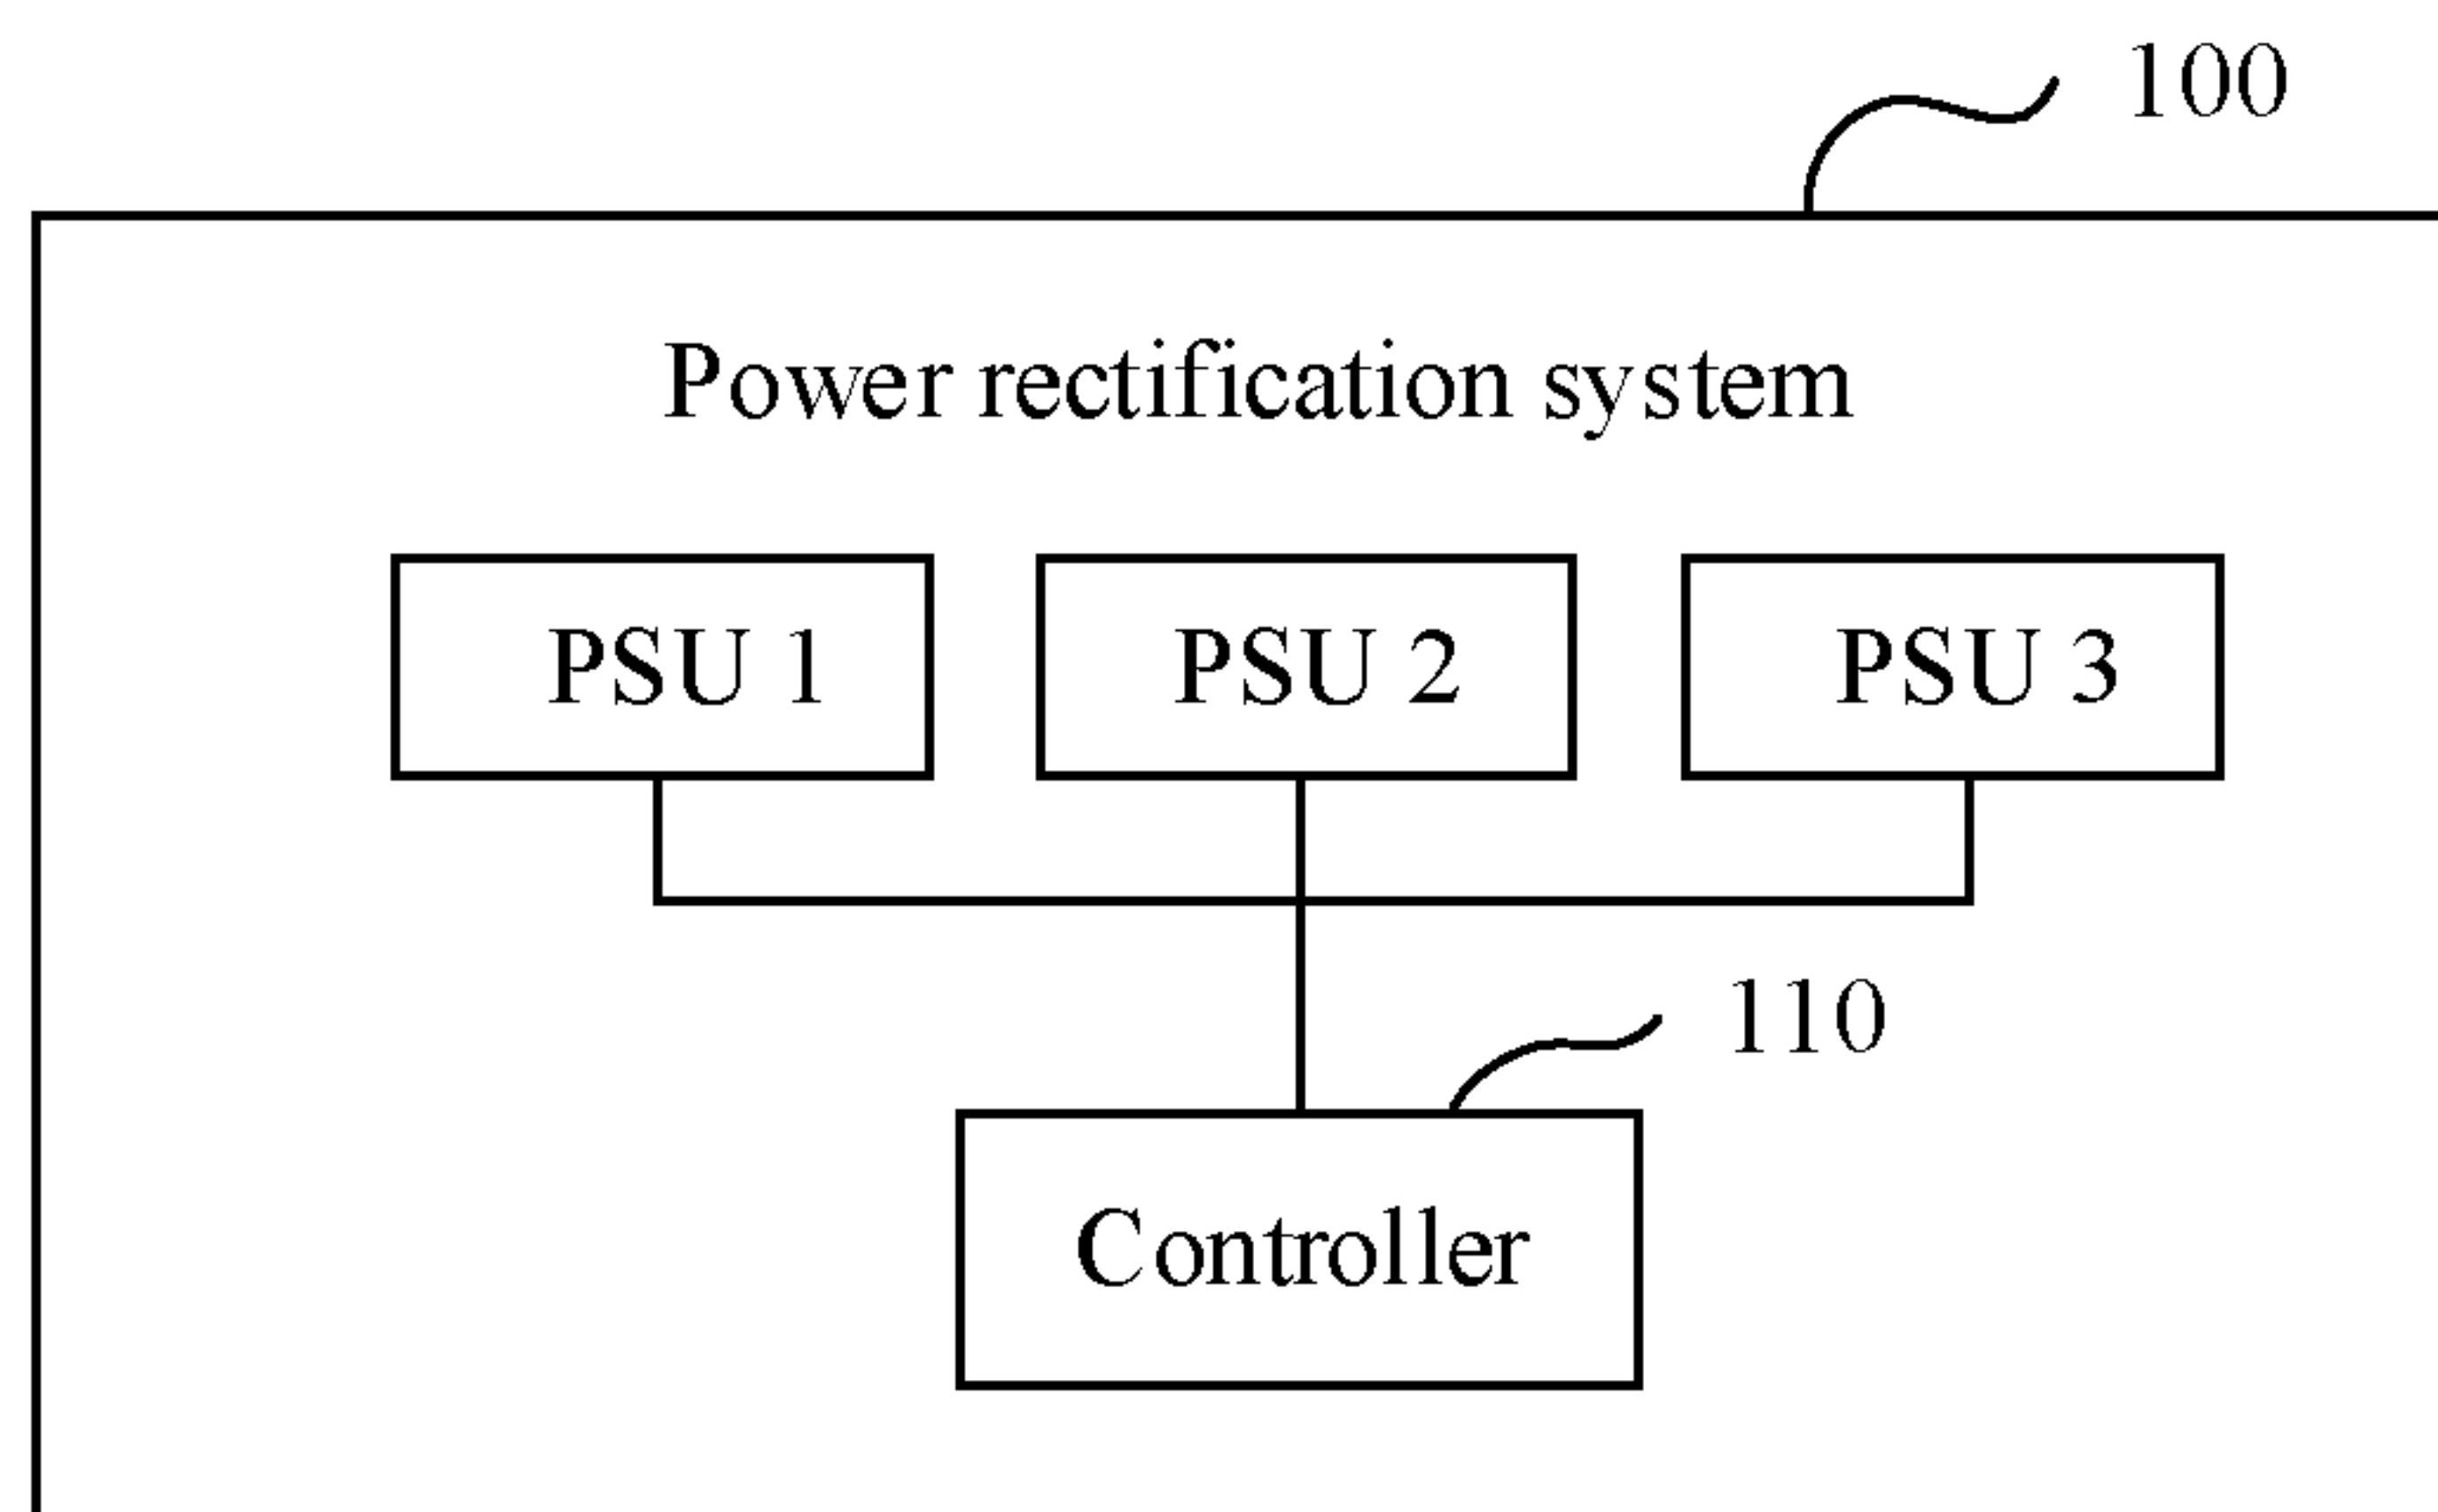 100
Power rectification system
PSU 1
PSU 2
PSU 3
110
Controller